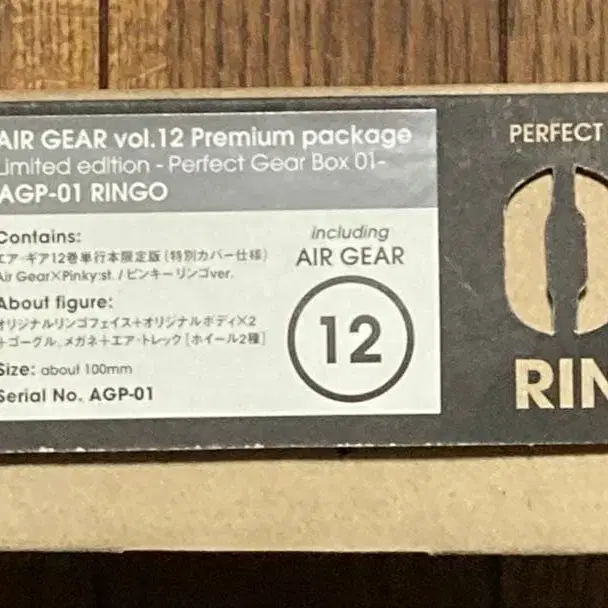 AIR GEAR vol.12 Premium package
Limited edition - Perfect Gear Box 01-
AGP-01 RINGO
Contains:
エア・ギア12巻単行本限定版(特別カバー仕様)
Air Gear×Pinky:st. / ピンキーリンゴver.
About figure:
オリジナルリンゴフェイス+オリジナルボディ×2
+ゴーグル、メガネ+エア・トレック [ホイール2種]
Size: about 100mm
Serial No. AGP-01
including
AIR GEAR
12
PERFECT
0
RIN